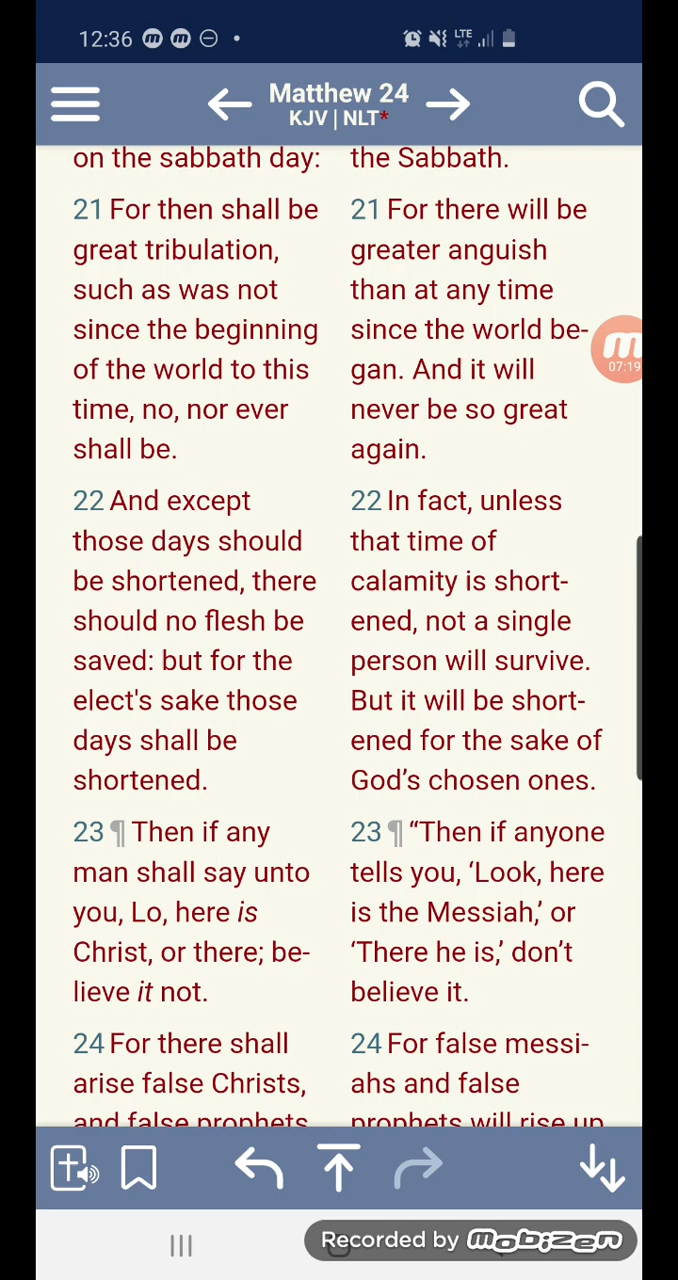 12:36
LTE
Matthew 24
KJV | NLT*
on the sabbath day:
21 For then shall be
great tribulation,
such as was not
since the beginning
of the world to this
time, no, nor ever
shall be.
22 And except
those days should
be shortened, there
should no flesh be
saved: but for the
elect's sake those
days shall be
shortened.
23 ¶ Then if any
man shall say unto
you, Lo, here is
Christ, or there; be-
lieve it not.
24 For there shall
arise false Christs,
and false prophets
the Sabbath.
21 For there will be
greater anguish
than at any time
since the world be-
gan. And it will
never be so great
again.
22 In fact, unless
that time of
calamity is short-
ened, not a single
person will survive.
But it will be short-
ened for the sake of
God’s chosen ones.
23 ¶ “Then if anyone
tells you, ‘Look, here
is the Messiah,’ or
‘There he is,’ don’t
believe it.
24 For false messi-
ahs and false
prophets will rise up
m
07:19
Recorded by mobizen